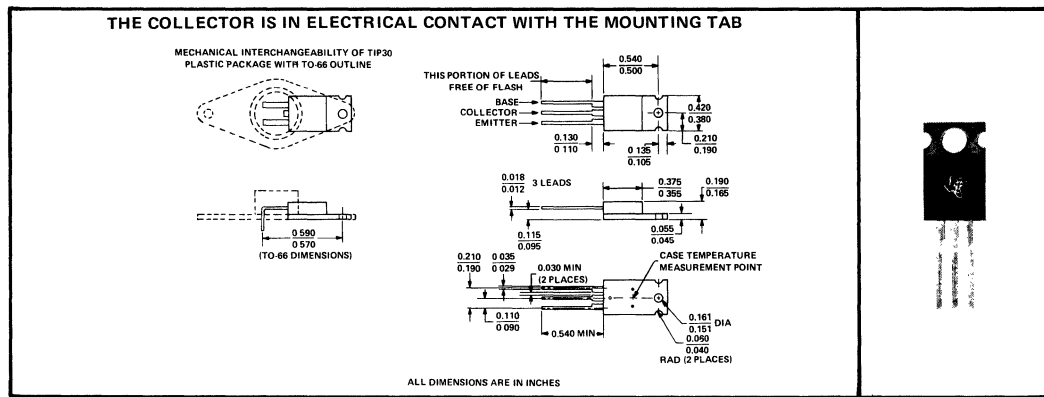 THE COLLECTOR IS IN ELECTRICAL CONTACT WITH THE MOUNTING TAB
MECHANICAL INTERCHANGEABILITY OF TIP30
PLASTIC PACKAGE WITH TO-66 OUTLINE
0.540
0.500
THIS PORTION OF LEADS
FREE OF FLASH
BASE
COLLECTOR
EMITTER
0.420
0.380
0.130
0 110
0 135
0.105
0.210
0.190
0.018
0.012
3 LEADS
0.375
0 355
0.190
0.165
0.115
0.095
0.055
0.045
0 590
0 570
(TO-66 DIMENSIONS)
0.210
0.190
0 035
0 029
0.030 MIN
(2 PLACES)
CASE TEMPERATURE
MEASUREMENT POINT
0.110
0 090
0.540 MIN
0.161
0.151
DIA
0.060
0.040
RAD (2 PLACES)
ALL DIMENSIONS ARE IN INCHES